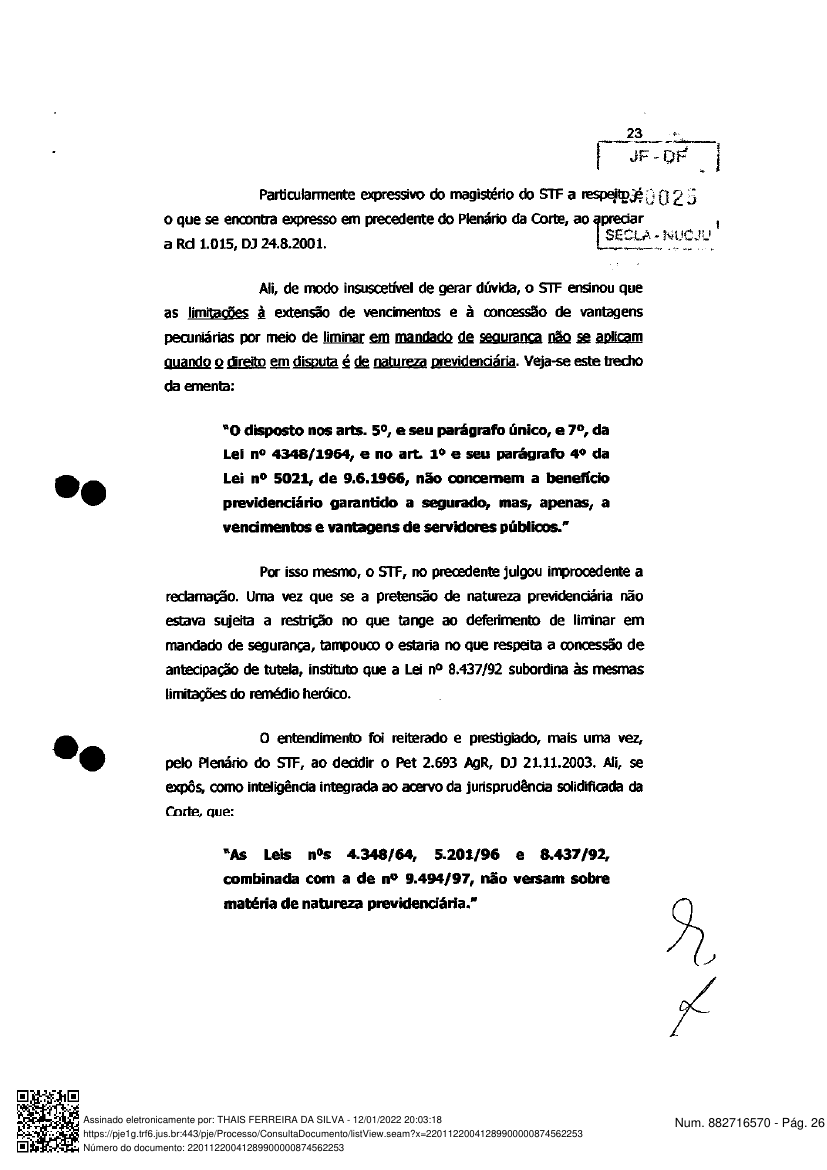 23
JF - DF
Particularmente expressivo do magistério do STF a respeito é
0025
o que se encontra expresso em precedente do Plenário da Corte, ao apreciar
SECLA - NUCJU
a Rcl 1.015, DJ 24.8.2001.
Ali, de modo insuscetível de gerar dúvida, o STF ensinou que
as limitações à extensão de vencimentos e à concessão de vantagens
pecuniárias por meio de liminar em mandado de segurança não se aplicam
quando o direito em disputa é de natureza previdenciária. Veja-se este trecho
da ementa:
"O disposto nos arts. 5º, e seu parágrafo único, e 7º, da
Lei nº 4348/1964, e no art. 1º e seu parágrafo 4º da
Lei nº 5021, de 9.6.1966, não concernem a benefício
previdenciário garantido a segurado, mas, apenas, a
vencimentos e vantagens de servidores públicos."
Por isso mesmo, o STF, no precedente julgou improcedente a
reclamação. Uma vez que se a pretensão de natureza previdenciária não
estava sujeita a restrição no que tange ao deferimento de liminar em
mandado de segurança, tampouco o estaria no que respeita a concessão de
antecipação de tutela, instituto que a Lei nº 8.437/92 subordina às mesmas
limitações do remédio heróico.
O entendimento foi reiterado e prestigiado, mais uma vez,
pelo Plenário do STF, ao decidir o Pet 2.693 AgR, DJ 21.11.2003. Ali, se
expôs, como inteligência integrada ao acervo da jurisprudência solidificada da
Corte, que:
"As Leis nºs 4.348/64, 5.201/96 e 8.437/92,
combinada com a de nº 9.494/97, não versam sobre
matéria de natureza previdenciária."
Assinado eletronicamente por: THAIS FERREIRA DA SILVA - 12/01/2022 20:03:18
https://pje1g.trf6.jus.br:443/pje/Processo/ConsultaDocumento/listView.seam?x=22011220041289900000874562253
Número do documento: 22011220041289900000874562253
Num. 882716570 - Pág. 26